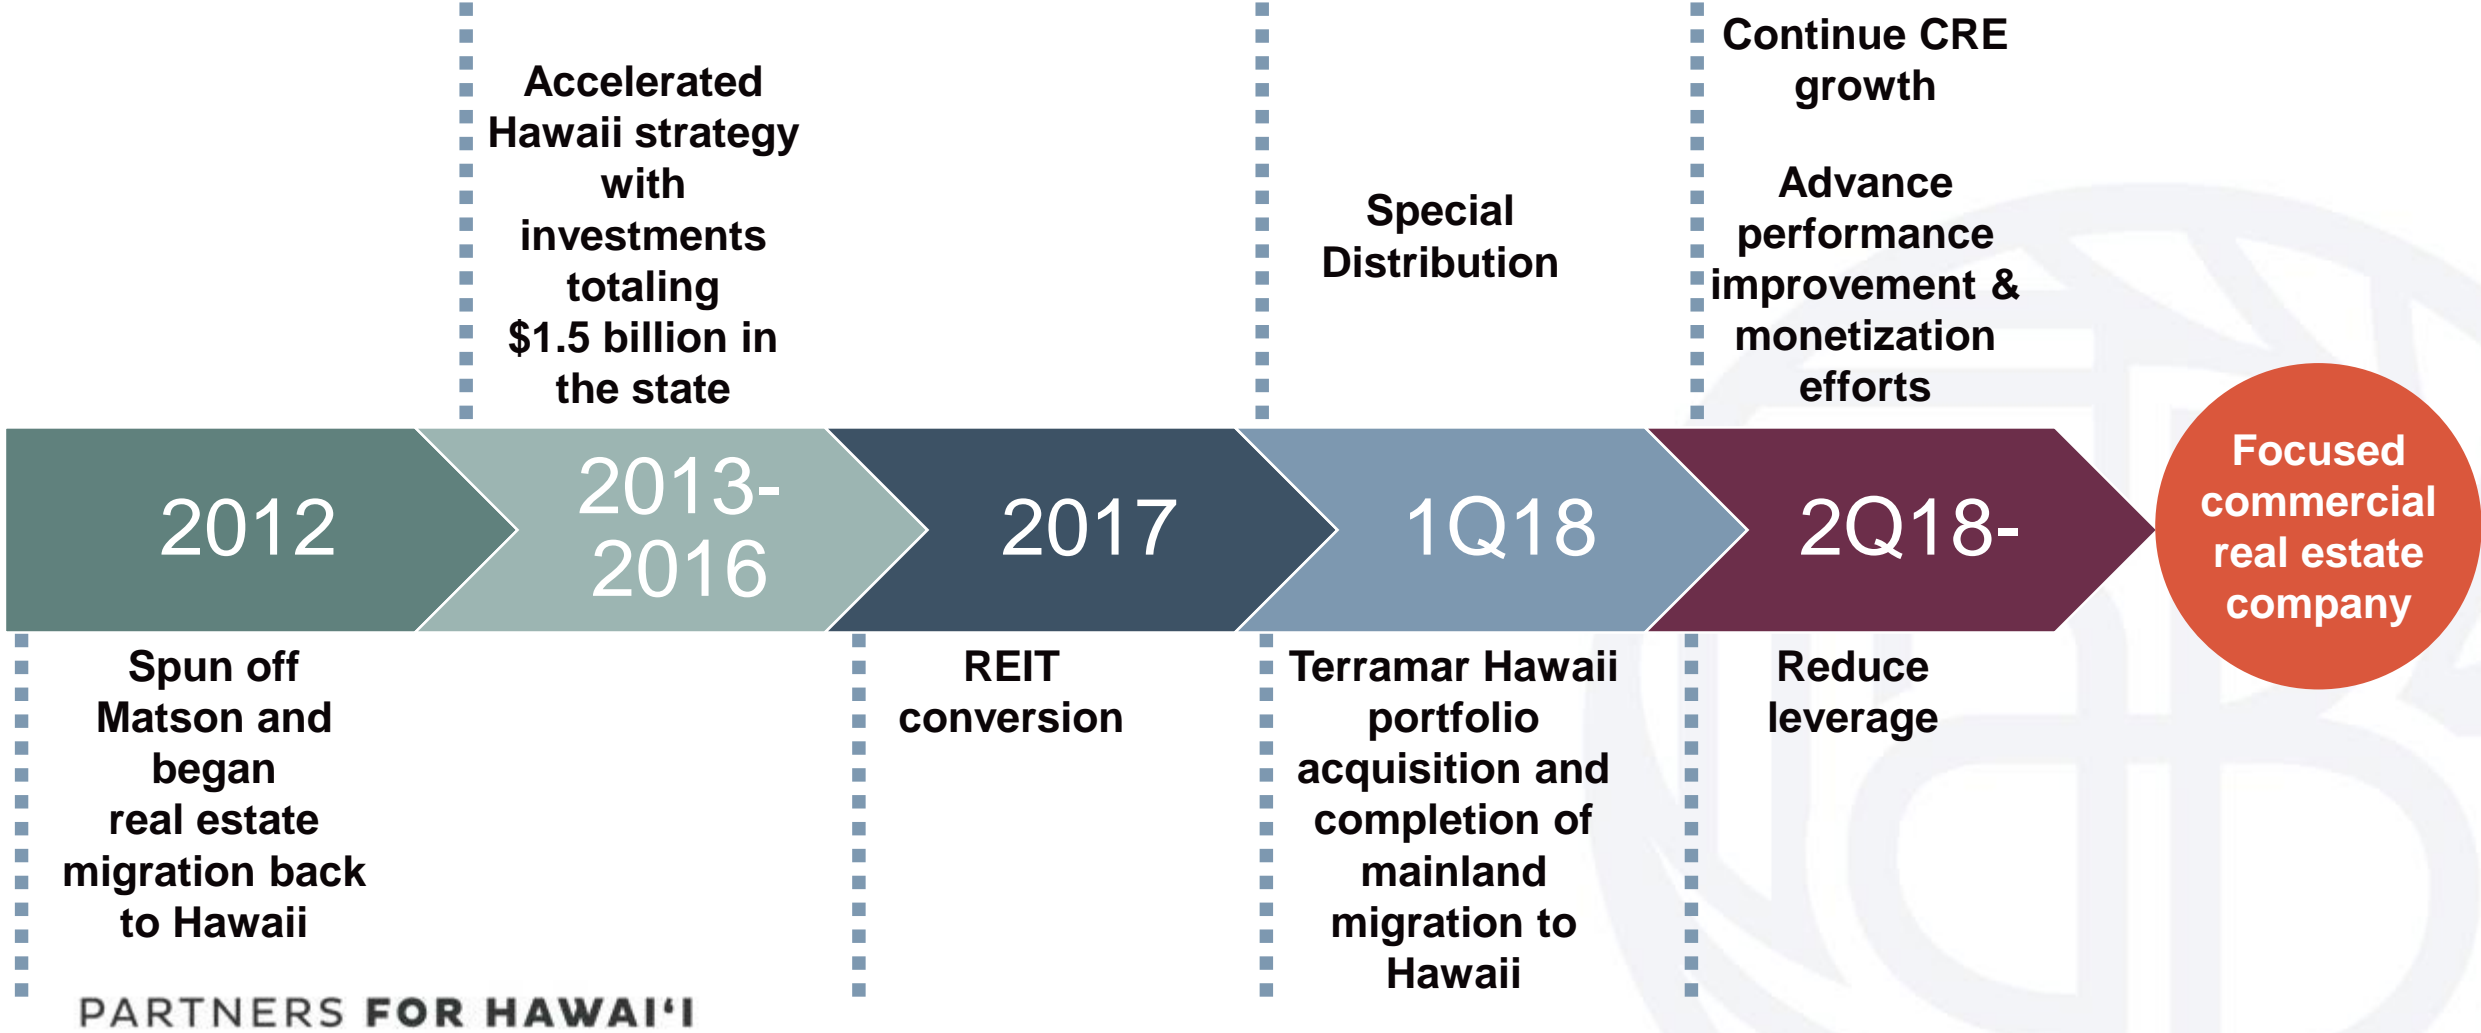 Accelerated
Hawaii strategy
with
investments
totaling
$1.5 billion in
the state
Special
Distribution
Continue CRE
growth
Advance
performance
improvement &
monetization
efforts
2012
2013-
2016
2017
1Q18
2Q18-
Focused
commercial
real estate
company
Spun off
Matson and
began
real estate
migration back
to Hawaii
REIT
conversion
Terramar Hawaii
portfolio
acquisition and
completion of
mainland
migration to
Hawaii
Reduce
leverage
PARTNERS FOR HAWAIʻI